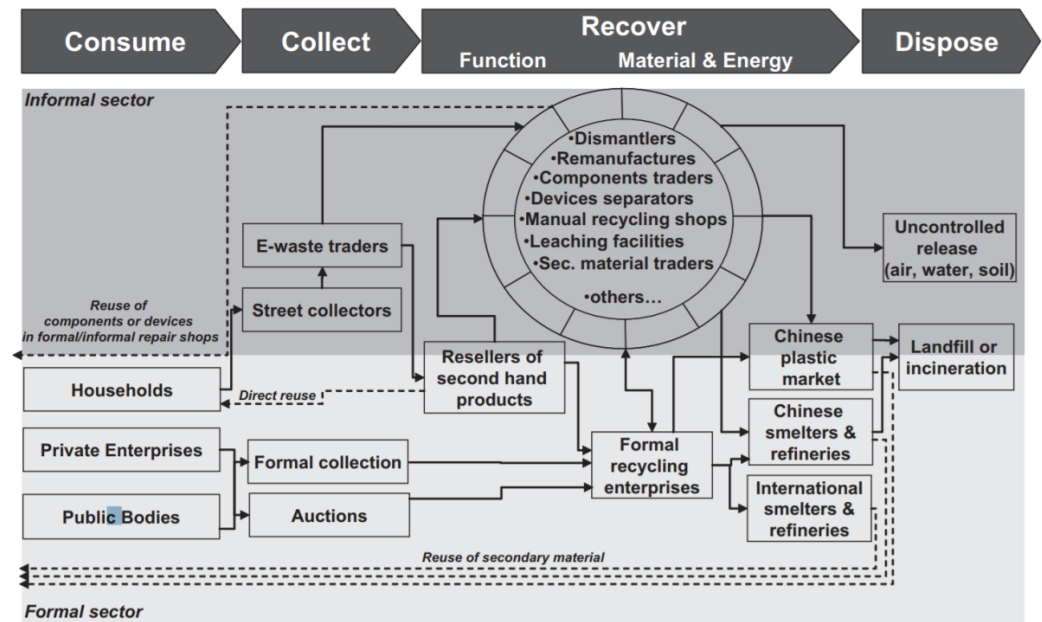 Consume
Collect
Recover
Function
Material & Energy
Dispose
Informal sector
•Dismantlers
•Remanufactures
•Components traders
•Devices separators
•Manual recycling shops
•Leaching facilities
•Sec. material traders
•others…
E-waste traders
Street collectors
Uncontrolled
release
(air, water, soil)
Reuse of
components or devices
in formal/informal repair shops
Resellers of
second hand
products
Chinese
plastic
market
Landfill or
incineration
Households
Direct reuse
Private Enterprises
Formal collection
Formal
recycling
enterprises
Chinese
smelters &
refineries
Public Bodies
Auctions
International
smelters &
refineries
Reuse of secondary material
Formal sector